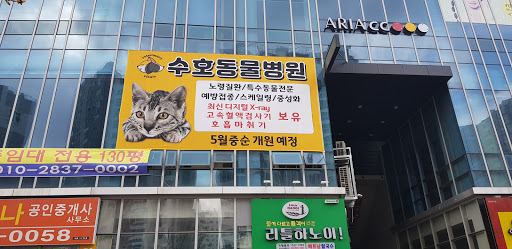 ARIA CC
수호동물병원
노령질환/특수동물전문
예방접종/스케일링/중성화
최신 디지털 X-ray
고속혈액검사기 보유
호흡마취기
5월중순 개원 예정
임대 전용 130평
010-2837-0002
나 공인중개사
사무소
-0058
리틀하노이!